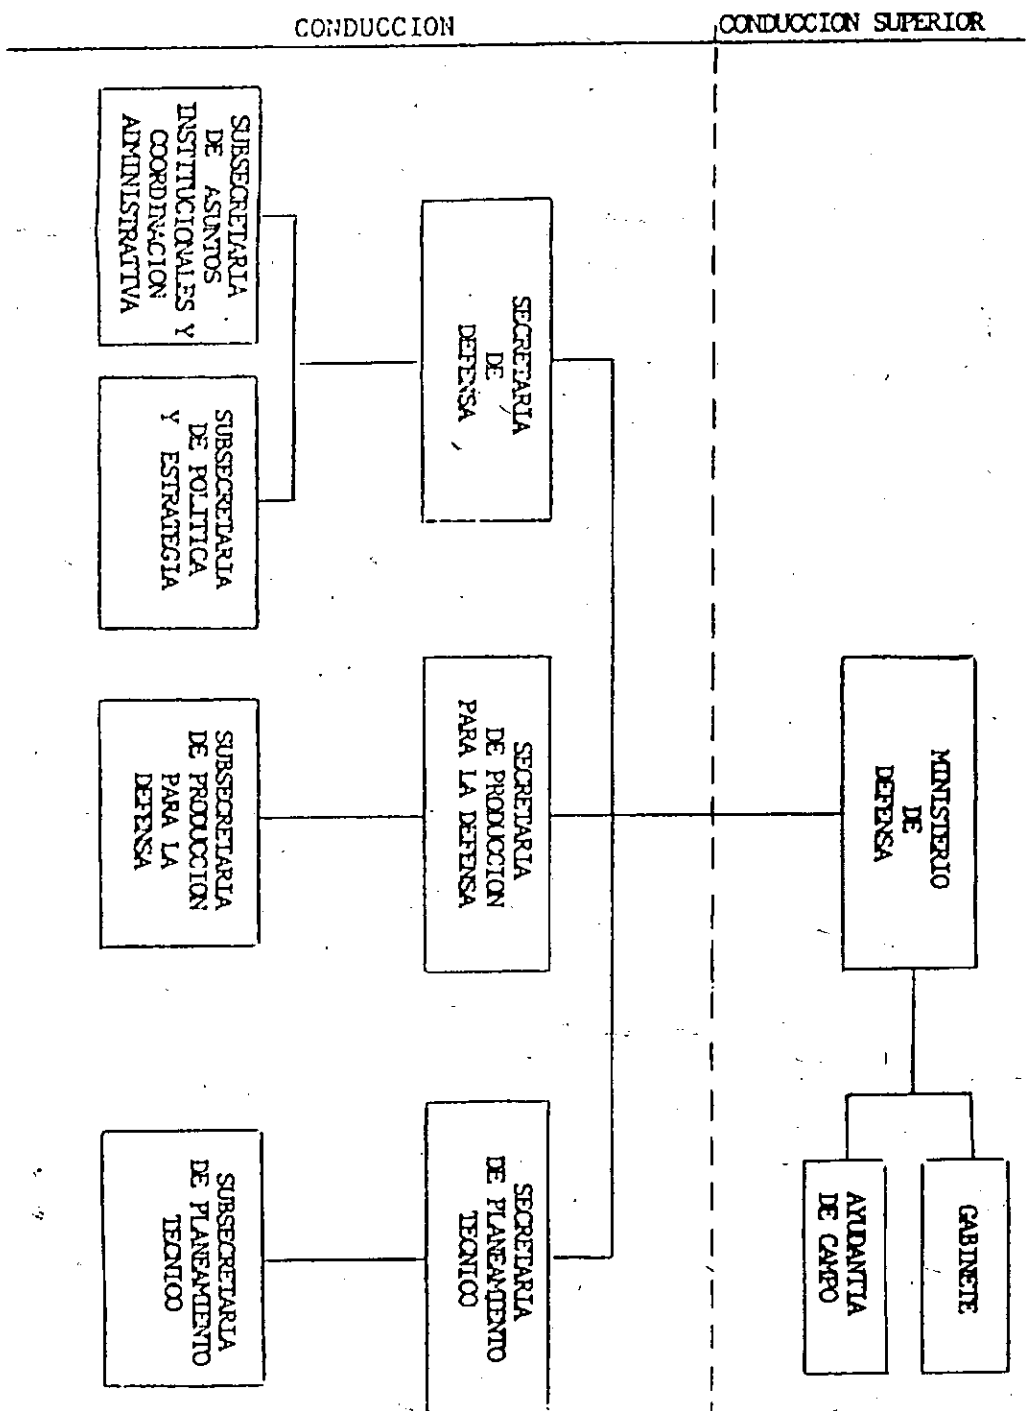 CONDUCCION SUPERIOR
MINISTERIO
DE
DEFENSA
GABINETE
AYUDANTIA
DE CAMPO
CONDUCCION
SECRETARIA
DE
DEFENSA
SECRETARIA
DE PRODUCCION
PARA LA DEFENSA
SECRETARIA
DE PLANEAMIENTO
TECNICO
SUBSECRETARIA
DE ASUNTOS
INSTITUCIONALES Y
COORDINACION
ADMINISTRATIVA
SUBSECRETARIA
DE POLITICA
Y ESTRATEGIA
SUBSECRETARIA
DE PRODUCCION
PARA LA
DEFENSA
SUBSECRETARIA
DE PLANEAMIENTO
TECNICO